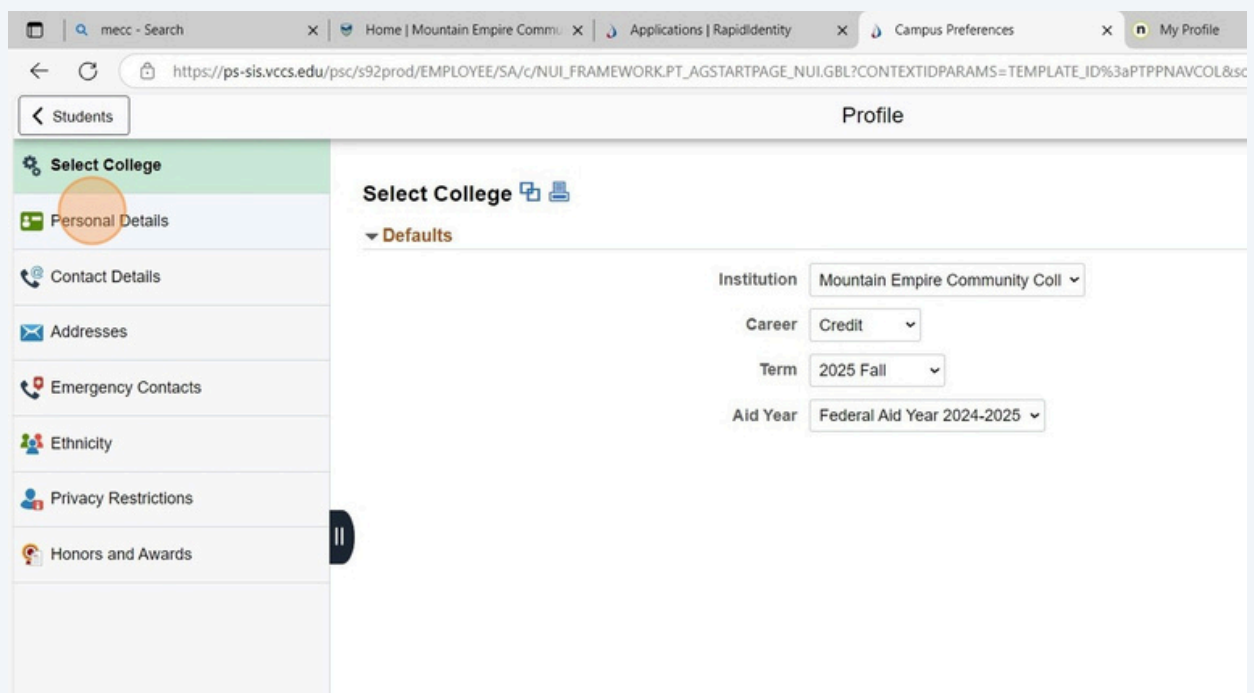 mecc - Search
Home | Mountain Empire Commu
Applications | RapidIdentity
Campus Preferences
My Profile
https://ps-sis.vccs.edu/psc/s92prod/EMPLOYEE/SA/c/NUI_FRAMEWORK.PT_AGSTARTPAGE_NUI.GBL?CONTEXTIDPARAMS=TEMPLATE_ID%3aPTPPNAVCOL&sc
Students
Profile
Select College
Personal Details
Contact Details
Addresses
Emergency Contacts
Ethnicity
Privacy Restrictions
Honors and Awards
Select College
Defaults
Institution Mountain Empire Community Coll
Career Credit
Term 2025 Fall
Aid Year Federal Aid Year 2024-2025